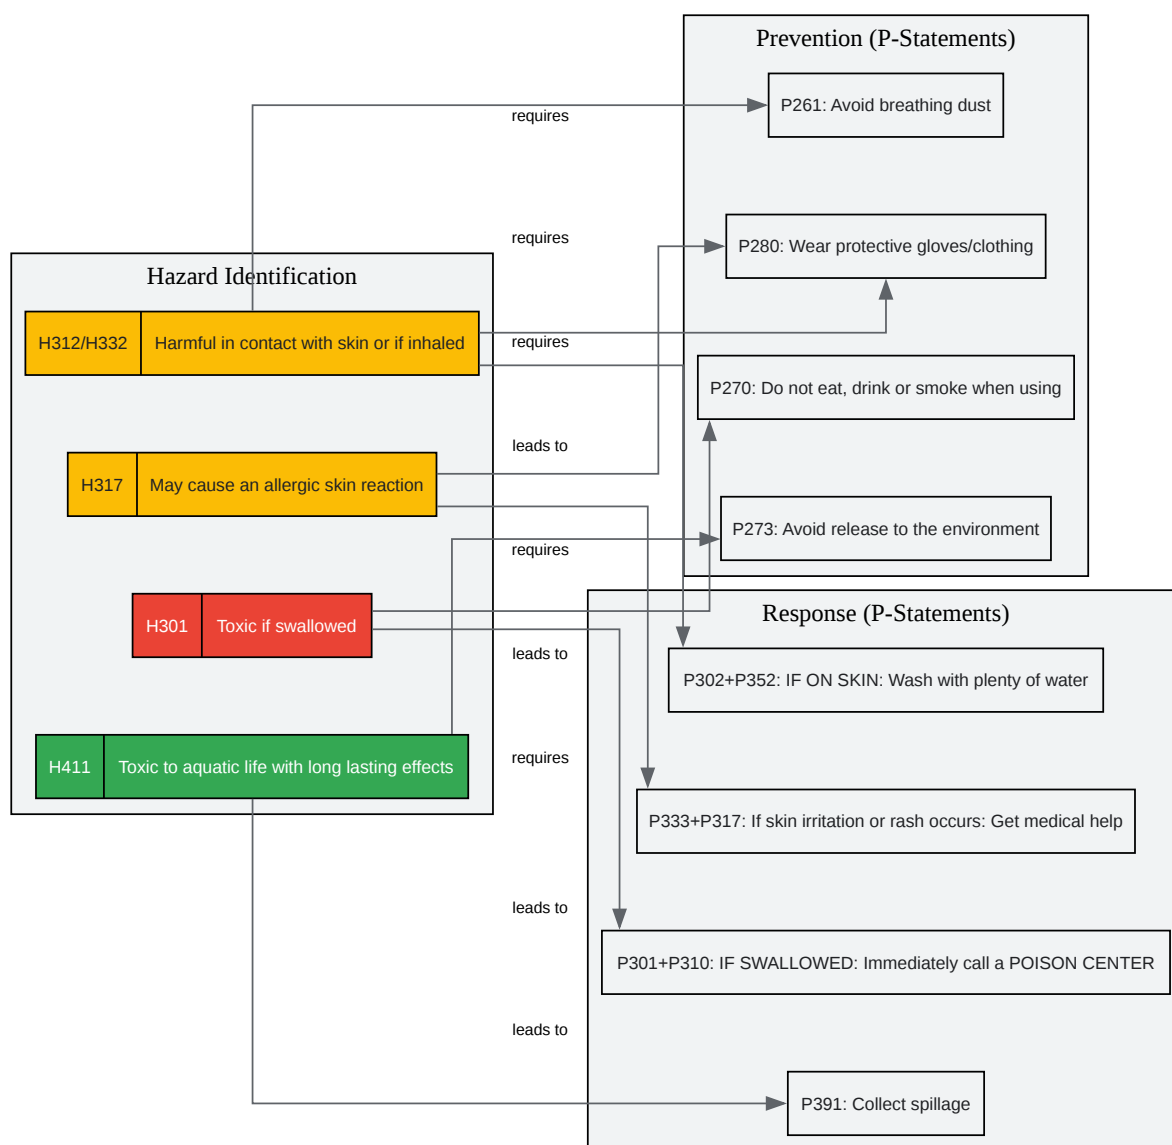 Prevention (P-Statements)
P261: Avoid breathing dust
requires
P280: Wear protective gloves/clothing
requires
Hazard Identification
H312/H332 Harmful in contact with skin or if inhaled
requires
P270: Do not eat, drink or smoke when using
leads to
H317 May cause an allergic skin reaction
P273: Avoid release to the environment
requires
Response (P-Statements)
H301 Toxic if swallowed
leads to
P302+P352: IF ON SKIN: Wash with plenty of water
requires
H411 Toxic to aquatic life with long lasting effects
P333+P317: If skin irritation or rash occurs: Get medical help
leads to
P301+P310: IF SWALLOWED: Immediately call a POISON CENTER
leads to
P391: Collect spillage